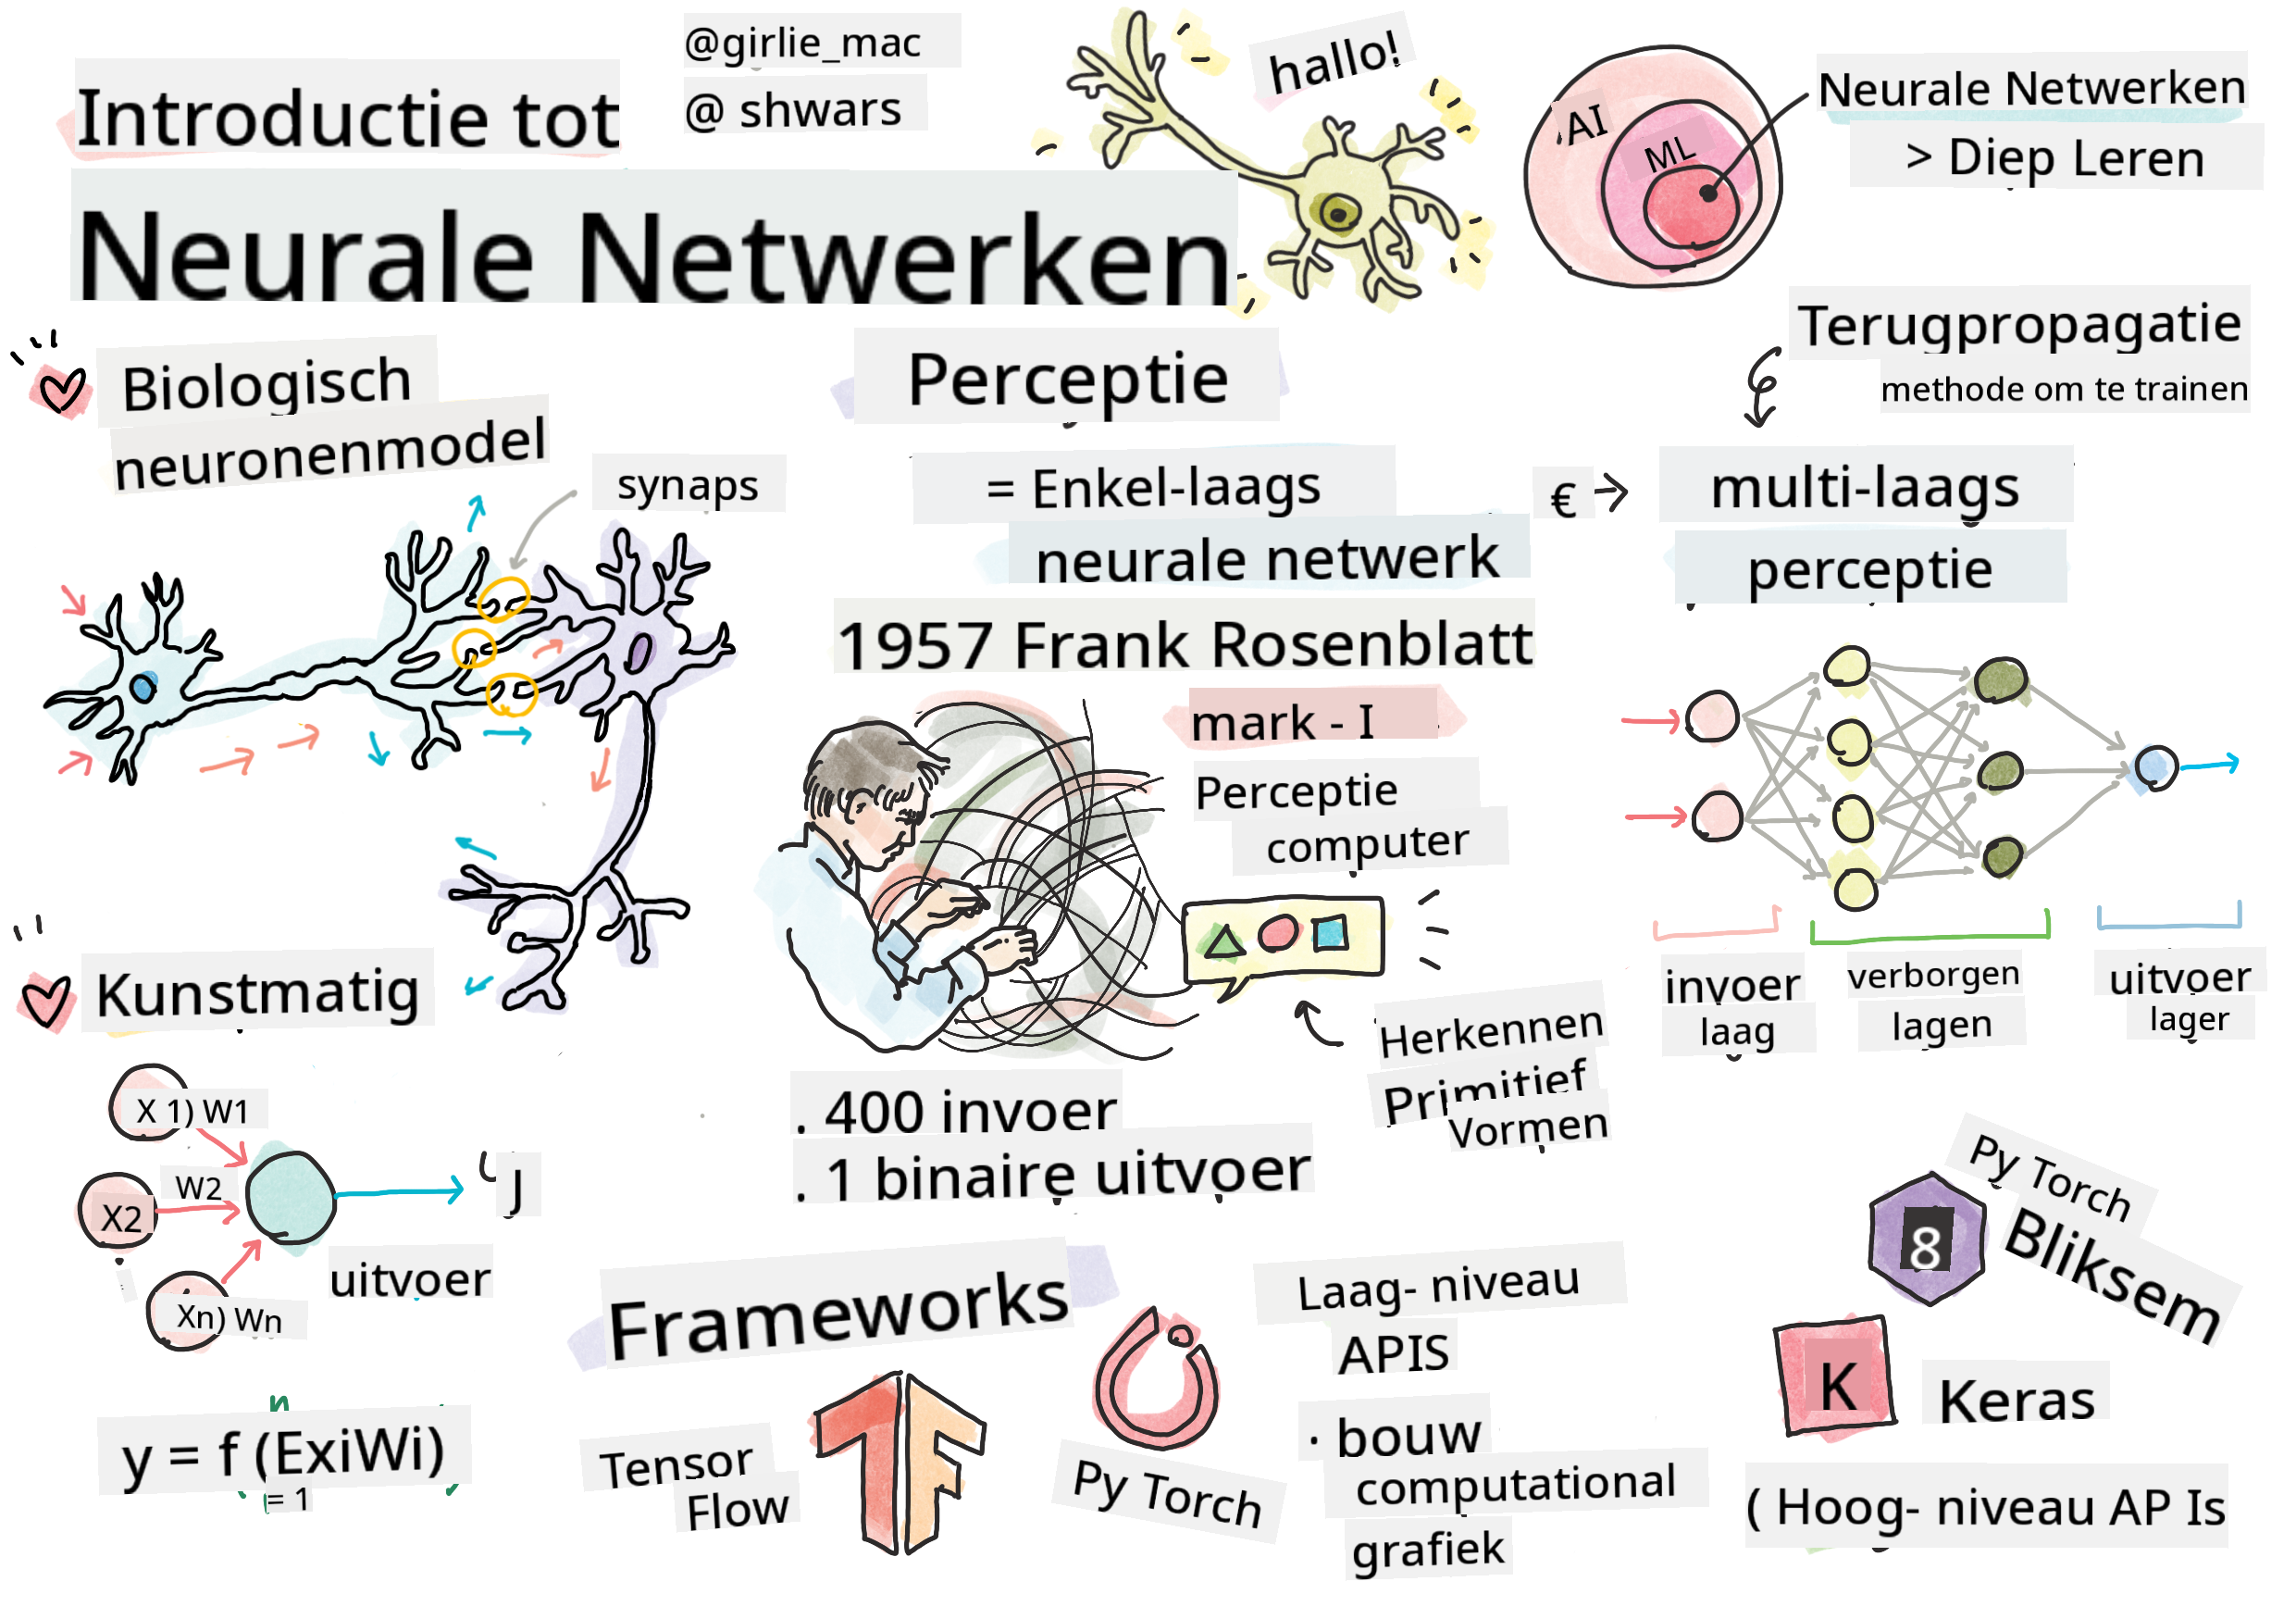 Introductie tot
Neurale Netwerken
@girlie_mac
@ shwars
hallo!
AI
ML
Neurale Netwerken
> Diep Leren
Biologisch
neuronenmodel
synaps
Perceptie
= Enkel-laags
neurale netwerk
1957 Frank Rosenblatt
mark - I
Perceptie
computer
Herkennen
Primitief
Vormen
. 400 invoer
. 1 binaire uitvoer
Terugpropagatie
methode om te trainen
€ → multi-laags
perceptie
invoer
laag
verborgen
lagen
uitvoer
lager
Kunstmatig
X 1) W1
W2
X2
Xn) Wn
J
uitvoer
n
y = f (ExiWi)
= 1
Frameworks
Tensor
Flow
TF
Py Torch
Laag- niveau
APIS
· bouw
computational
grafiek
Py Torch
Bliksem
8
K
Keras
( Hoog- niveau AP Is